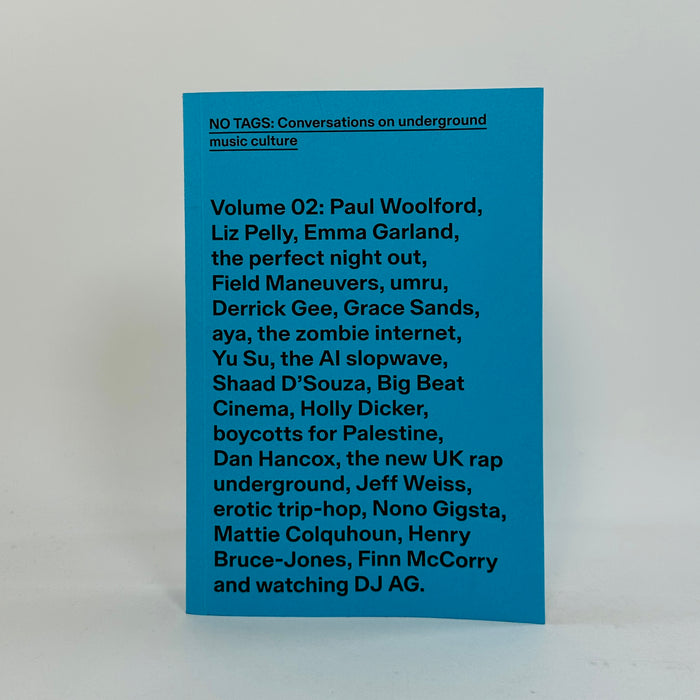 NO TAGS: Conversations on underground
music culture
Volume 02: Paul Woolford,
Liz Pelly, Emma Garland,
the perfect night out,
Field Maneuvers, umru,
Derrick Gee, Grace Sands,
aya, the zombie internet,
Yu Su, the AI slopwave,
Shaad D’Souza, Big Beat
Cinema, Holly Dicker,
boycotts for Palestine,
Dan Hancox, the new UK rap
underground, Jeff Weiss,
erotic trip-hop, Nono Gigsta,
Mattie Colquhoun, Henry
Bruce-Jones, Finn McCorry
and watching DJ AG.